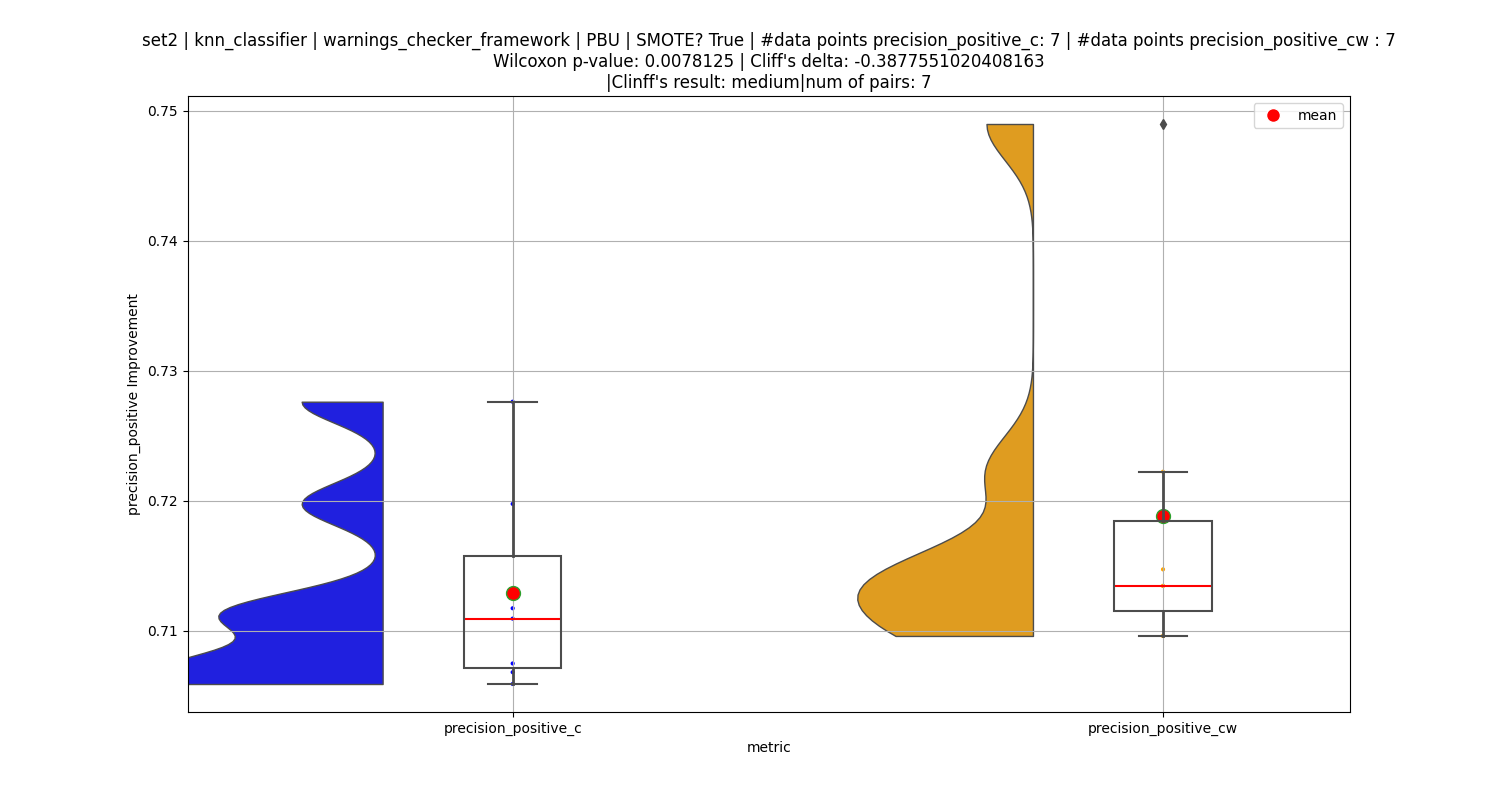 set2 | knn_classifier | warnings_checker_framework | PBU | SMOTE? True | #data points precision_positive_c: 7 | #data points precision_positive_cw : 7
Wilcoxon p-value: 0.0078125 | Cliff's delta: -0.3877551020408163
|Clinff's result: medium|num of pairs: 7
mean
0.75
0.74
0.73
0.72
0.71
precision_positive Improvement
precision_positive_c
precision_positive_cw
metric